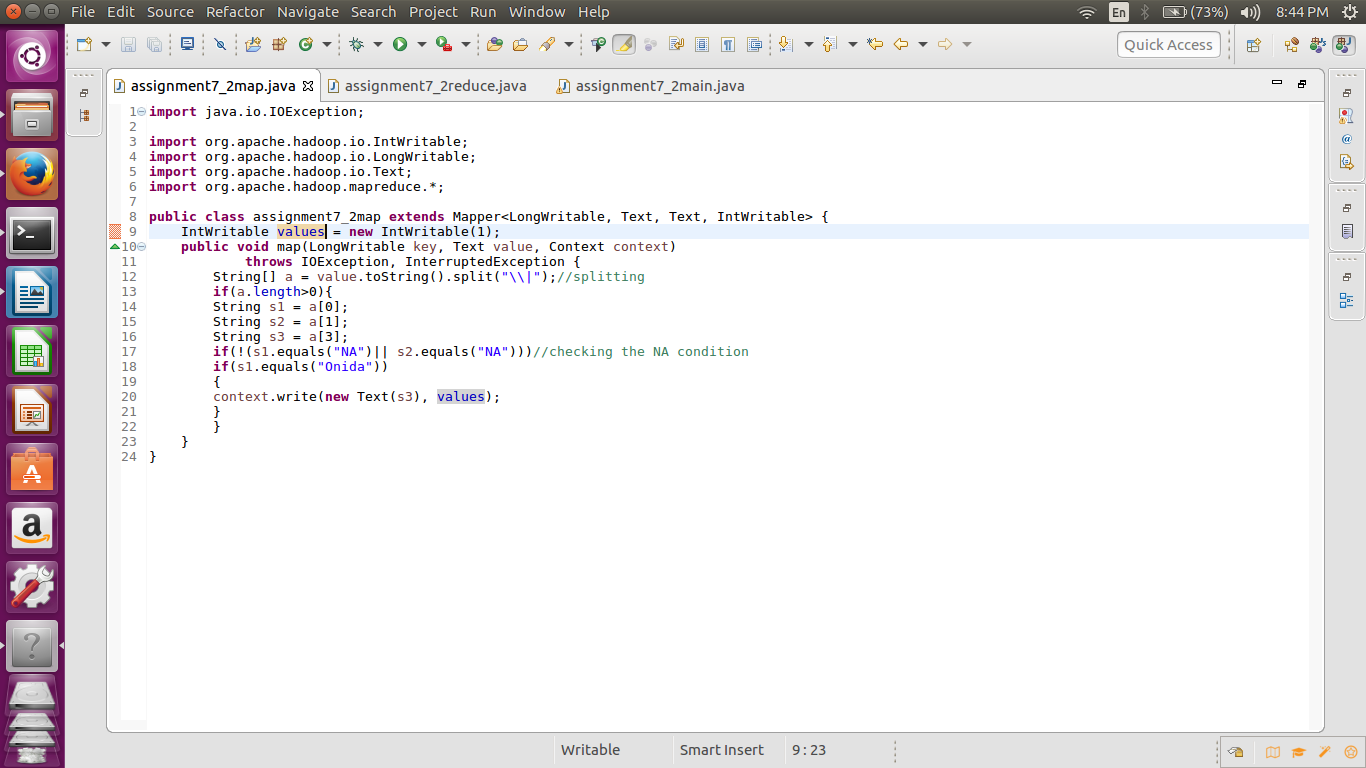 File Edit Source Refactor Navigate Search Project Run Window Help En (73%) 8:44 PM
Quick Access
assignment7_2map.java assignment7_2reduce.java assignment7_2main.java
1 import java.io.IOException;
2
3 import org.apache.hadoop.io.IntWritable;
4 import org.apache.hadoop.io.LongWritable;
5 import org.apache.hadoop.io.Text;
6 import org.apache.hadoop.mapreduce.*;
7
8 public class assignment7_2map extends Mapper<LongWritable, Text, Text, IntWritable> {
9     IntWritable values = new IntWritable(1);
10     public void map(LongWritable key, Text value, Context context)
11             throws IOException, InterruptedException {
12         String[] a = value.toString().split("\\|");//splitting
13         if(a.length>0){
14         String s1 = a[0];
15         String s2 = a[1];
16         String s3 = a[3];
17         if(!(s1.equals("NA")|| s2.equals("NA")))//checking the NA condition
18         if(s1.equals("Onida"))
19         {
20         context.write(new Text(s3), values);
21         }
22         }
23     }
24 }
Writable Smart Insert 9 : 23